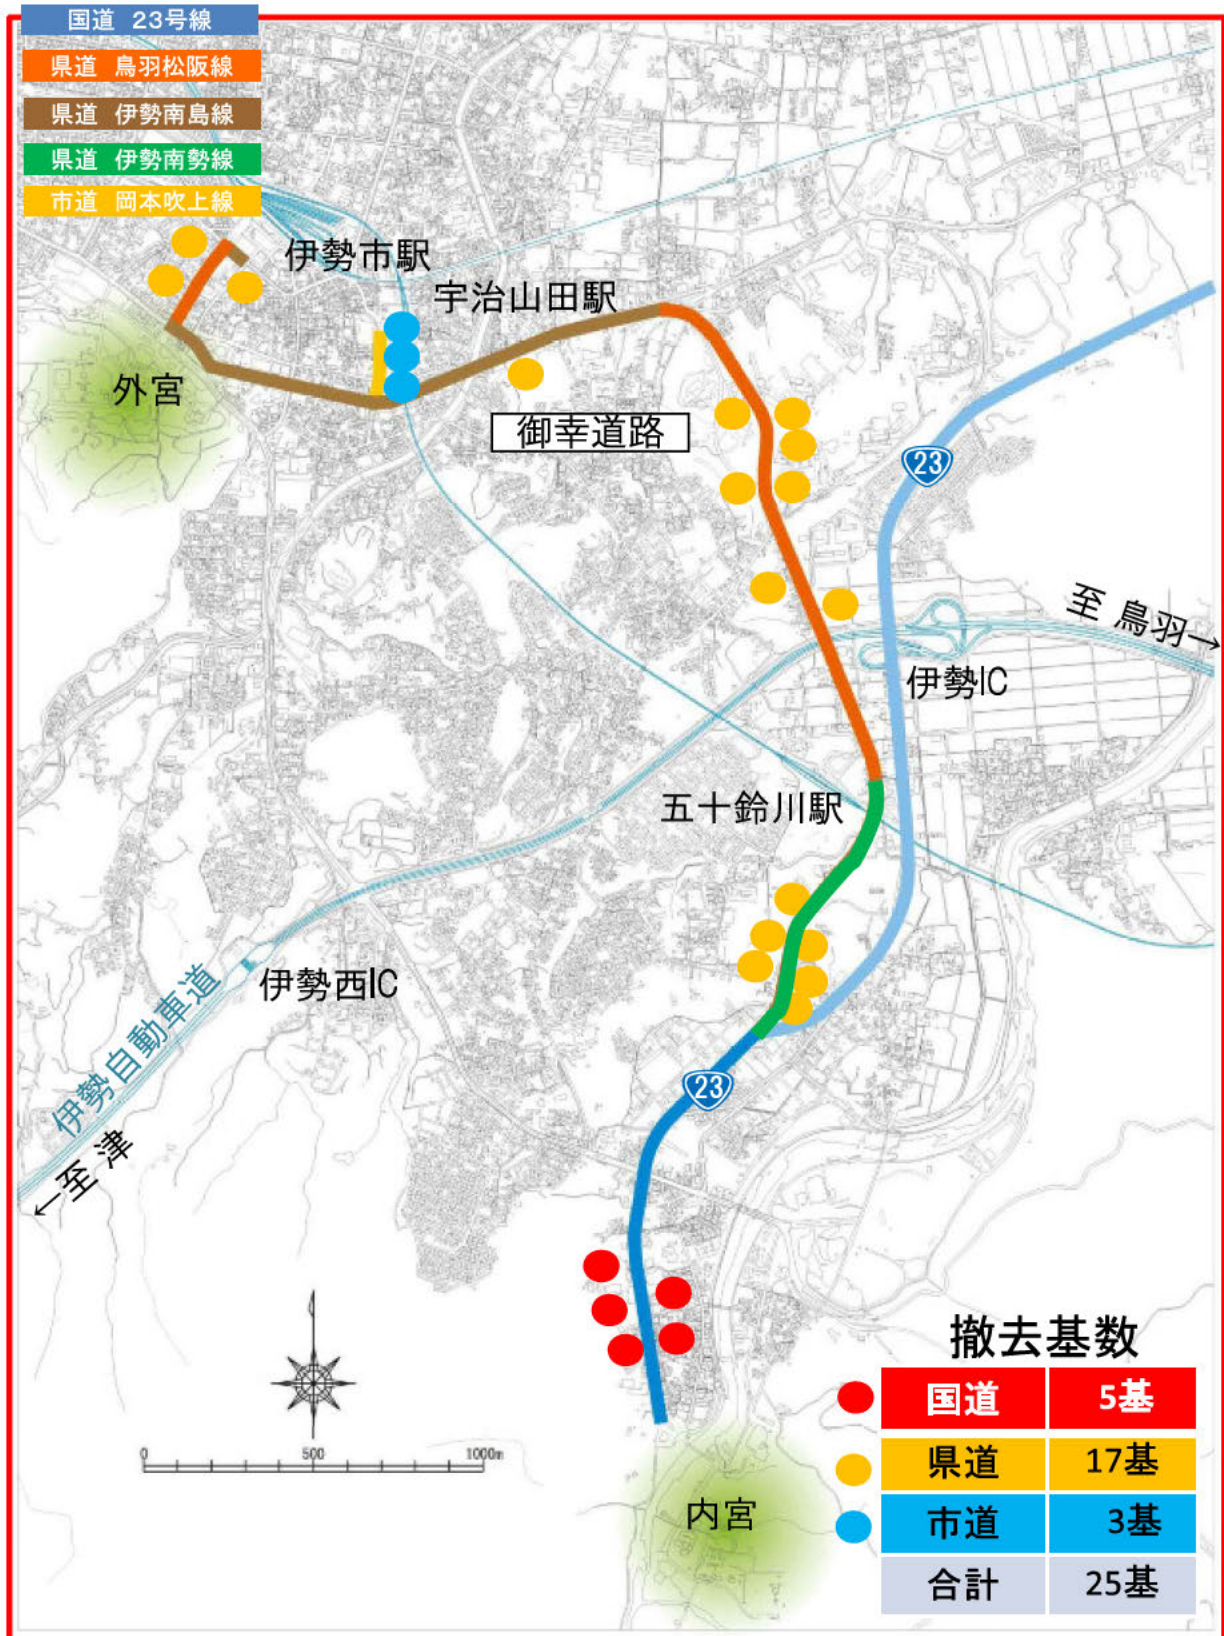 国道 23号線
県道 鳥羽松阪線
県道 伊勢南島線
県道 伊勢南勢線
市道 岡本吹上線
伊勢市駅
宇治山田駅
外宮
御幸道路
23
至 鳥羽→
伊勢IC
五十鈴川駅
伊勢西IC
伊勢自動車道
←至 津
23
0 500 1000m
内宮
撤去基数
国道 5基
県道 17基
市道 3基
合計 25基